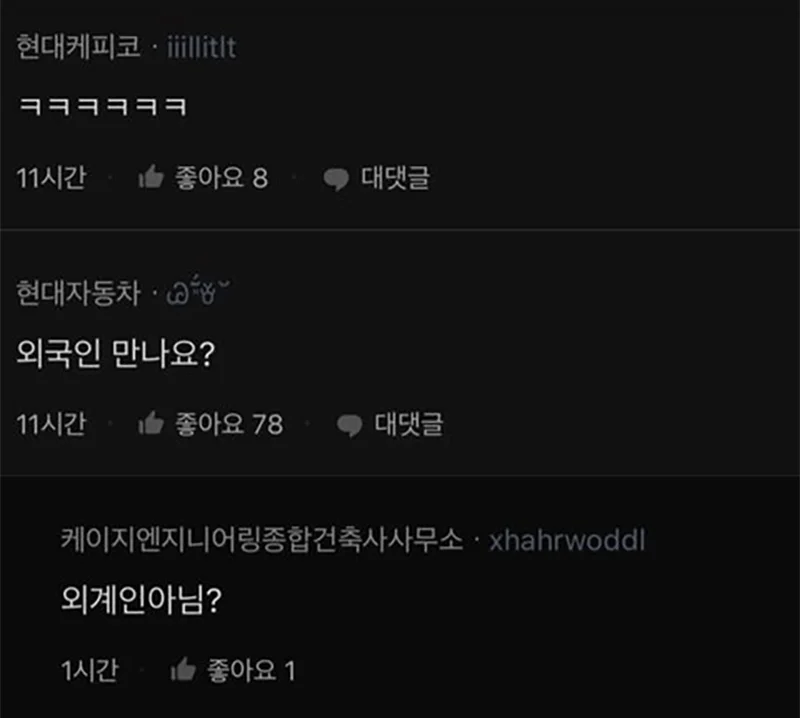 현대케피코 · iiillitlt
ㅋㅋㅋㅋㅋㅋ
11시간 · 좋아요 8 · 대댓글
현대자동차 ·
외국인 만나요?
11시간 · 좋아요 78 · 대댓글
케이지엔지니어링종합건축사사무소 · xhahrwoddl
외계인아님?
1시간 · 좋아요 1